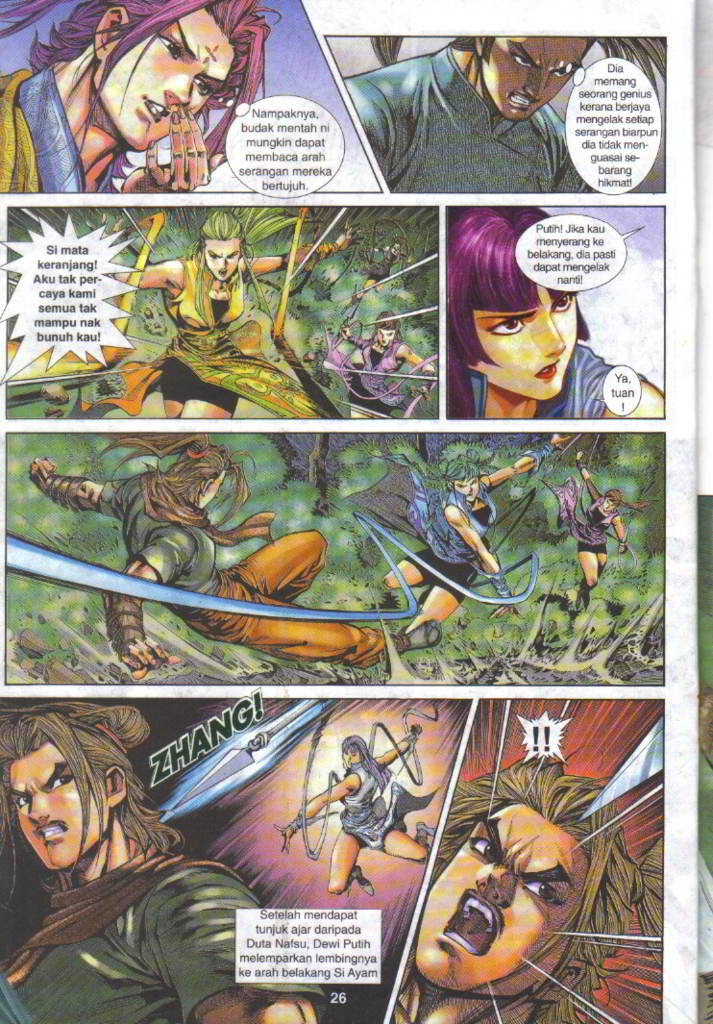 Nampaknya,
budak mentah ni
mungkin dapat
membaca arah
serangan mereka
bertujuh.
Dia
memang
seorang genius
kerana berjaya
mengelak setiap
serangan biarpun
dia tidak men-
guasai se-
barang
hikmat!
Si mata
keranjang!
Aku tak per-
caya kami
semua tak
mampu nak
bunuh kau!
Putih! Jika kau
menyerang ke
belakang, dia pasti
dapat mengelak
nanti!
Ya,
tuan
!
ZHANG!
!!
Setelah mendapat
tunjuk ajar daripada
Duta Nafsu, Dewi Putih
melemparkan lembingnya
ke arah belakang Si Ayam
26